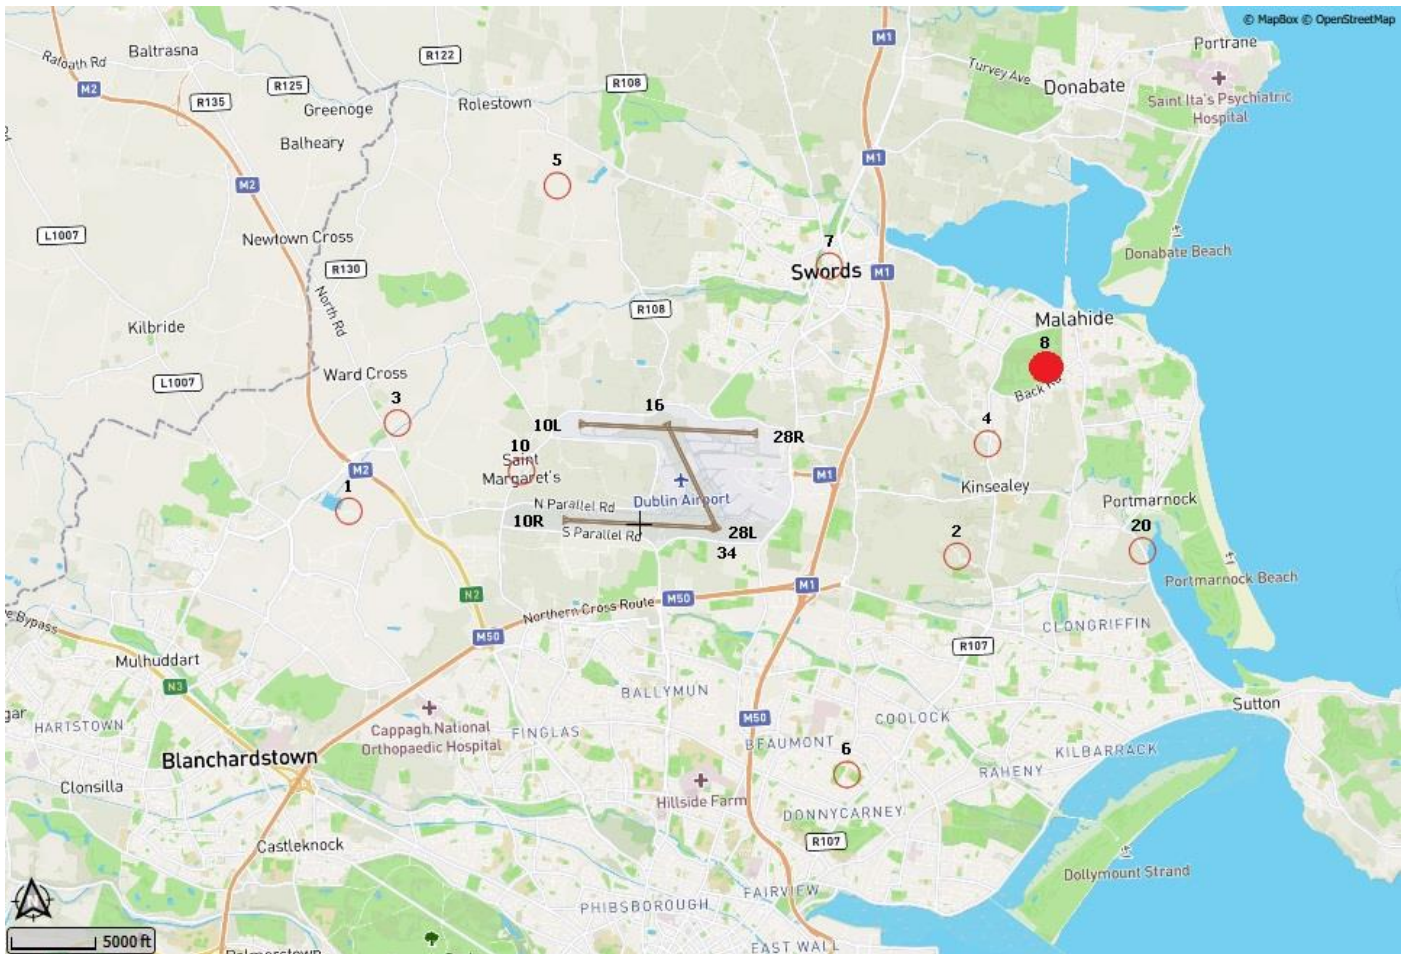 © MapBox © OpenStreetMap
Portrane
Baltrasna
M1
R122
Ratoath Rd
Turvey Ave
M2
R125
R108
Donabate
Saint Ita's Psychiatric
Hospital
R135
Greenoge
Rolestown
Balheary
M1
5
M2
L1007
Newtown Cross
7
Donabate Beach
R130
Swords
M1
North Rd
R108
Malahide
Kilbride
8
L1007
Ward Cross
Back Rd
3
16
4
10L
28R
10
Saint
Margaret's
M2
M1
1
Kinsealey
N Parallel Rd
Dublin Airport
Portmarnock
10R
S Parallel Rd
28L
34
2
20
Portmarnock Beach
M1
N2
Northern Cross Route
M50
Bypass
M50
CLONGRIFFIN
R107
Mulhuddart
N3
BALLYMUN
gar
HARTSTOWN
Cappagh National
Orthopaedic Hospital
FINGLAS
M50
COOLOCK
Sutton
BEAUMONT
6
KILBARRACK
Blanchardstown
RAHENY
Clonsilla
Hillside Farm
DONNYCARNEY
R107
Castleknock
Dollymount Strand
FAIRVIEW
PHIBSBOROUGH
5000 ft
EAST WALL
Palmerstown